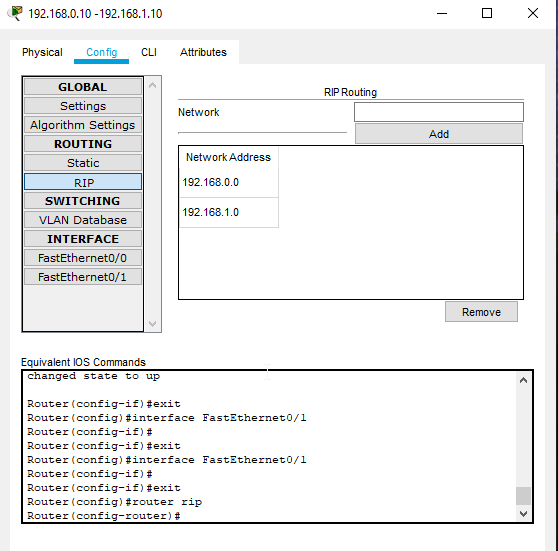 192.168.0.10 -192.168.1.10
Physical Config CLI Attributes
GLOBAL
Settings
Algorithm Settings
ROUTING
Static
RIP
SWITCHING
VLAN Database
INTERFACE
FastEthernet0/0
FastEthernet0/1
RIP Routing
Network
Add
Network Address
192.168.0.0
192.168.1.0
Remove
Equivalent IOS Commands
changed state to up
Router(config-if)#exit
Router(config)#interface FastEthernet0/1
Router(config-if)#
Router(config-if)#exit
Router(config)#interface FastEthernet0/1
Router(config-if)#
Router(config-if)#exit
Router(config)#router rip
Router(config-router)#